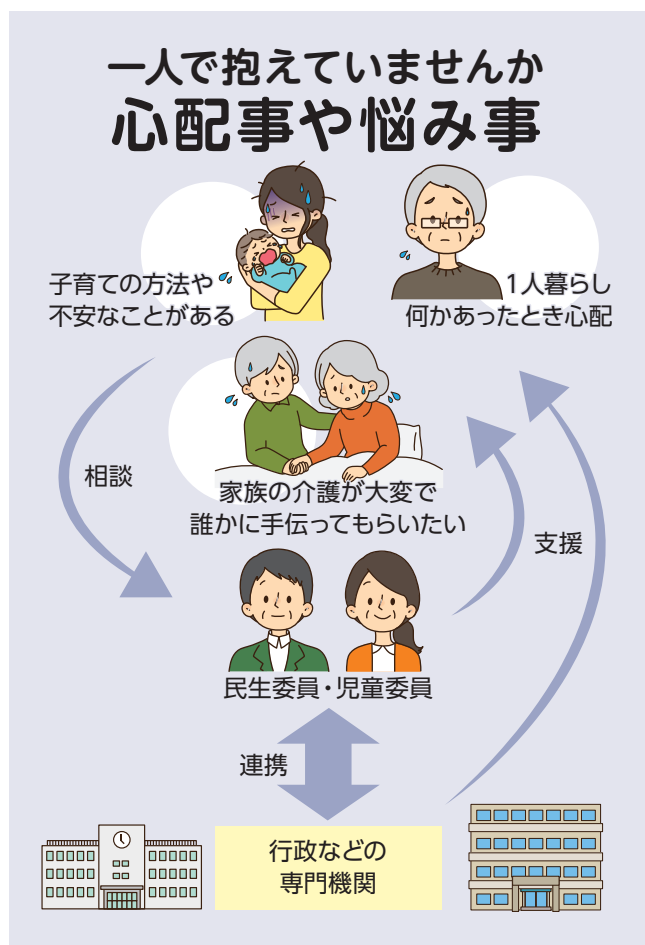 一人で抱えていませんか
心配事や悩み事
子育ての方法や
不安なことがある
1人暮らし
何かあったとき心配
家族の介護が大変で
誰かに手伝ってもらいたい
相談
支援
民生委員・児童委員
連携
行政などの
専門機関